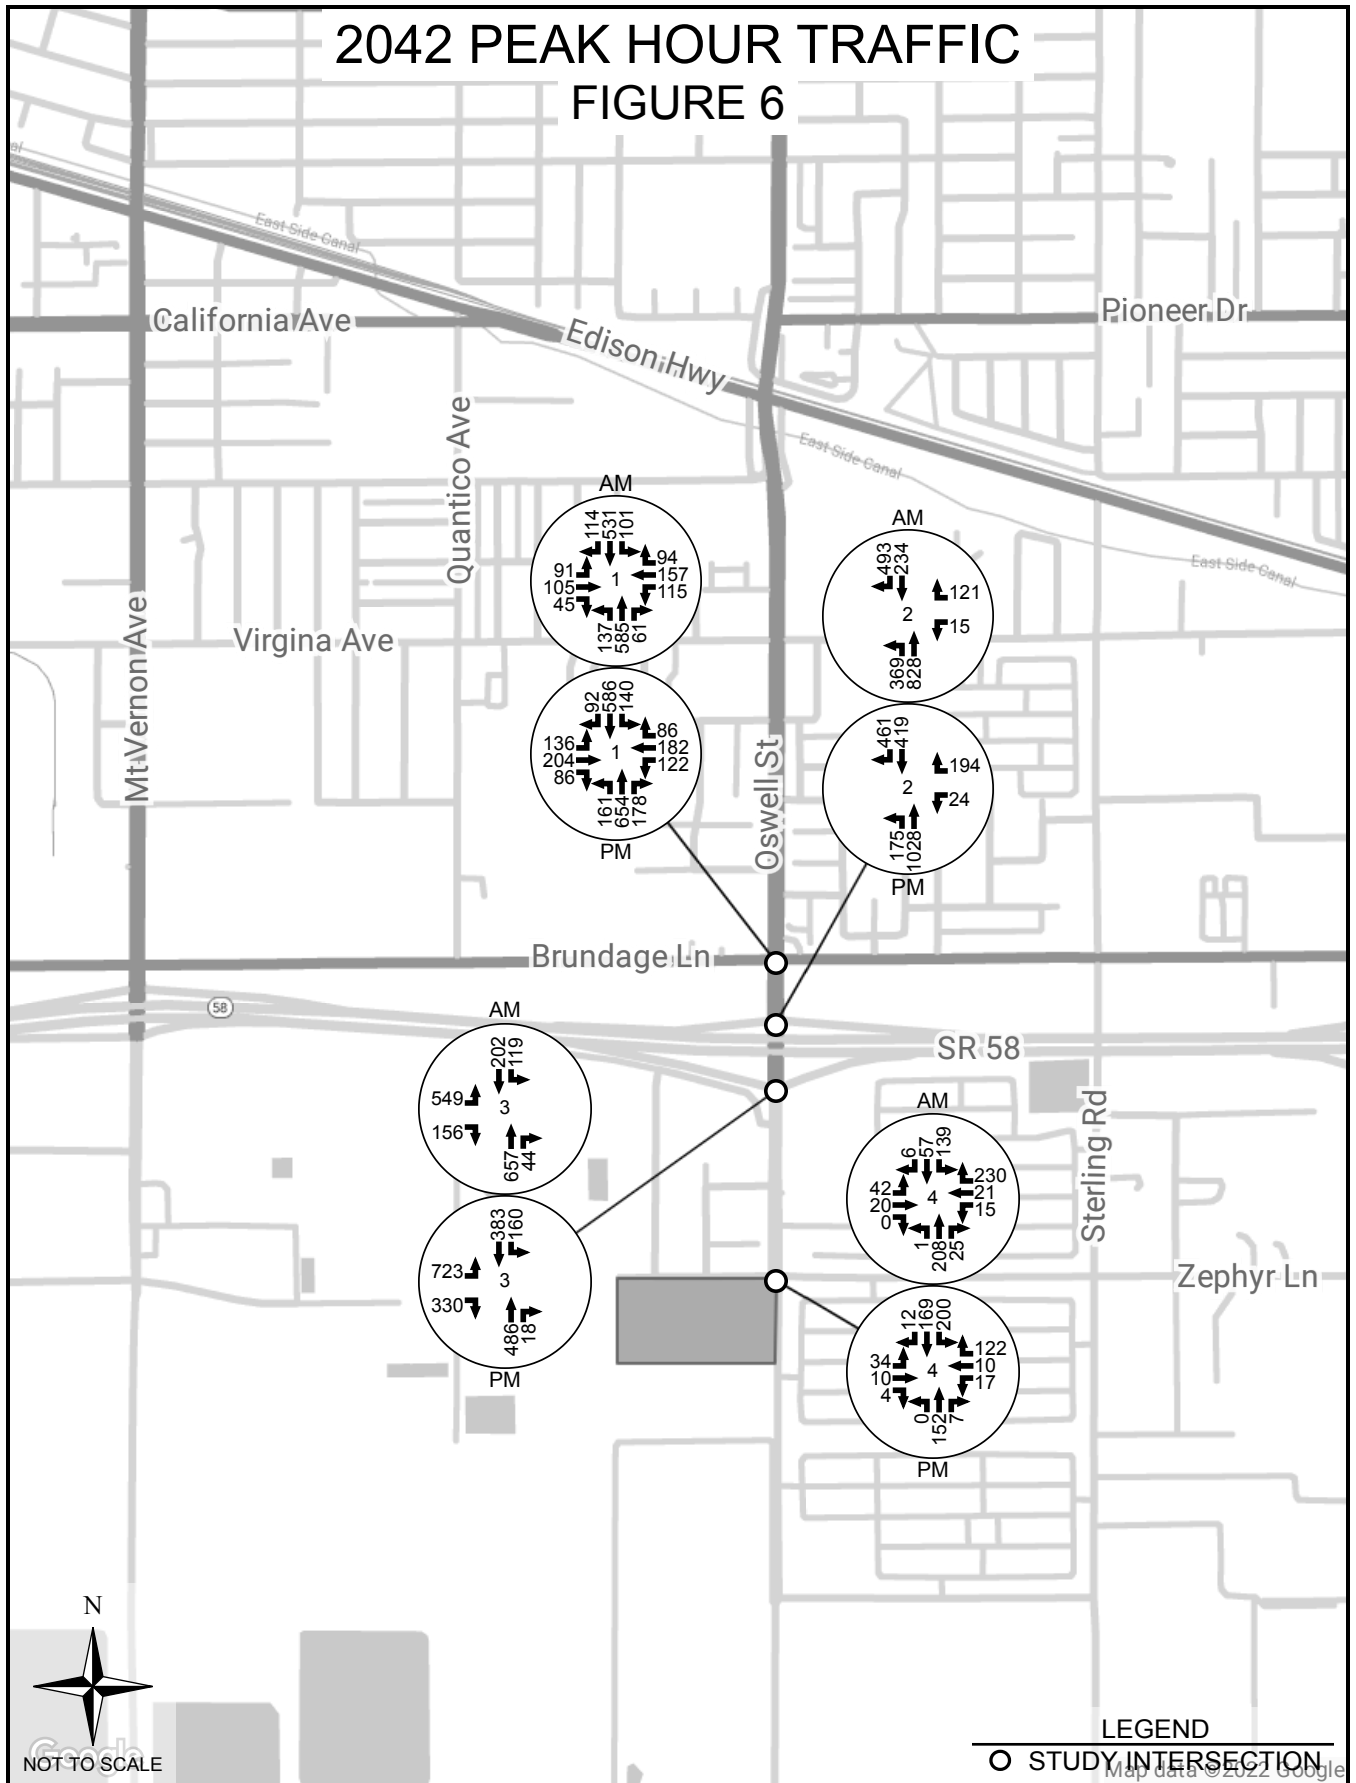 2042 PEAK HOUR TRAFFIC
FIGURE 6
al
East Side Canal
California Ave
Pioneer Dr
Edison Hwy
East Side Canal
East Side Canal
Quantico Ave
Mt Vernon Ave
Virgina Ave
Oswell St
AM
114
531
101
91
105
45
1
94
157
115
137
585
61
92
586
140
136
204
86
1
86
182
122
161
654
178
PM
AM
493
234
2
121
15
369
828
461
419
2
194
24
175
1028
PM
Brundage Ln
58
SR 58
Sterling Rd
AM
202
119
549
156
3
657
44
383
160
723
330
3
486
18
PM
AM
6
57
139
42
20
0
4
230
21
15
1
208
25
12
169
200
34
10
4
4
122
10
17
0
152
7
PM
Zephyr Ln
N
Google
NOT TO SCALE
LEGEND
STUDY INTERSECTION
Map data ©2022 Google